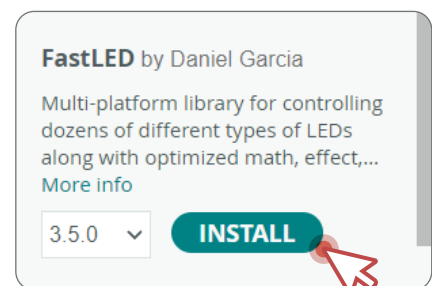 FastLED by Daniel Garcia
Multi-platform library for controlling
dozens of different types of LEDs
along with optimized math, effect,...
More info
3.5.0 INSTALL